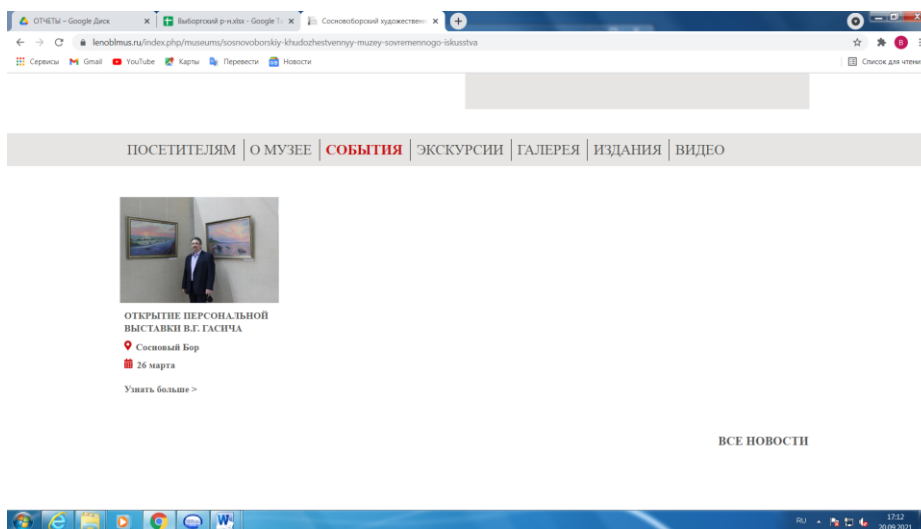 ОТЧЕТЫ – Google Диск
Выборгский р-н.xlsx - Google Та
Сосновоборский художественн
lenoblmus.ru/index.php/museums/sosnovoborskiy-khudozhestvennyy-muzey-sovremennogo-iskusstva
В
Сервисы Gmail YouTube Карты Перевести Новости Список для чтени
ПОСЕТИТЕЛЯМ О МУЗЕЕ СОБЫТИЯ ЭКСКУРСИИ ГАЛЕРЕЯ ИЗДАНИЯ ВИДЕО
ОТКРЫТИЕ ПЕРСОНАЛЬНОЙ
ВЫСТАВКИ В.Г. ГАСИЧА
Сосновый Бор
26 марта
Узнать больше >
ВСЕ НОВОСТИ
RU 17:12
20.09.2021